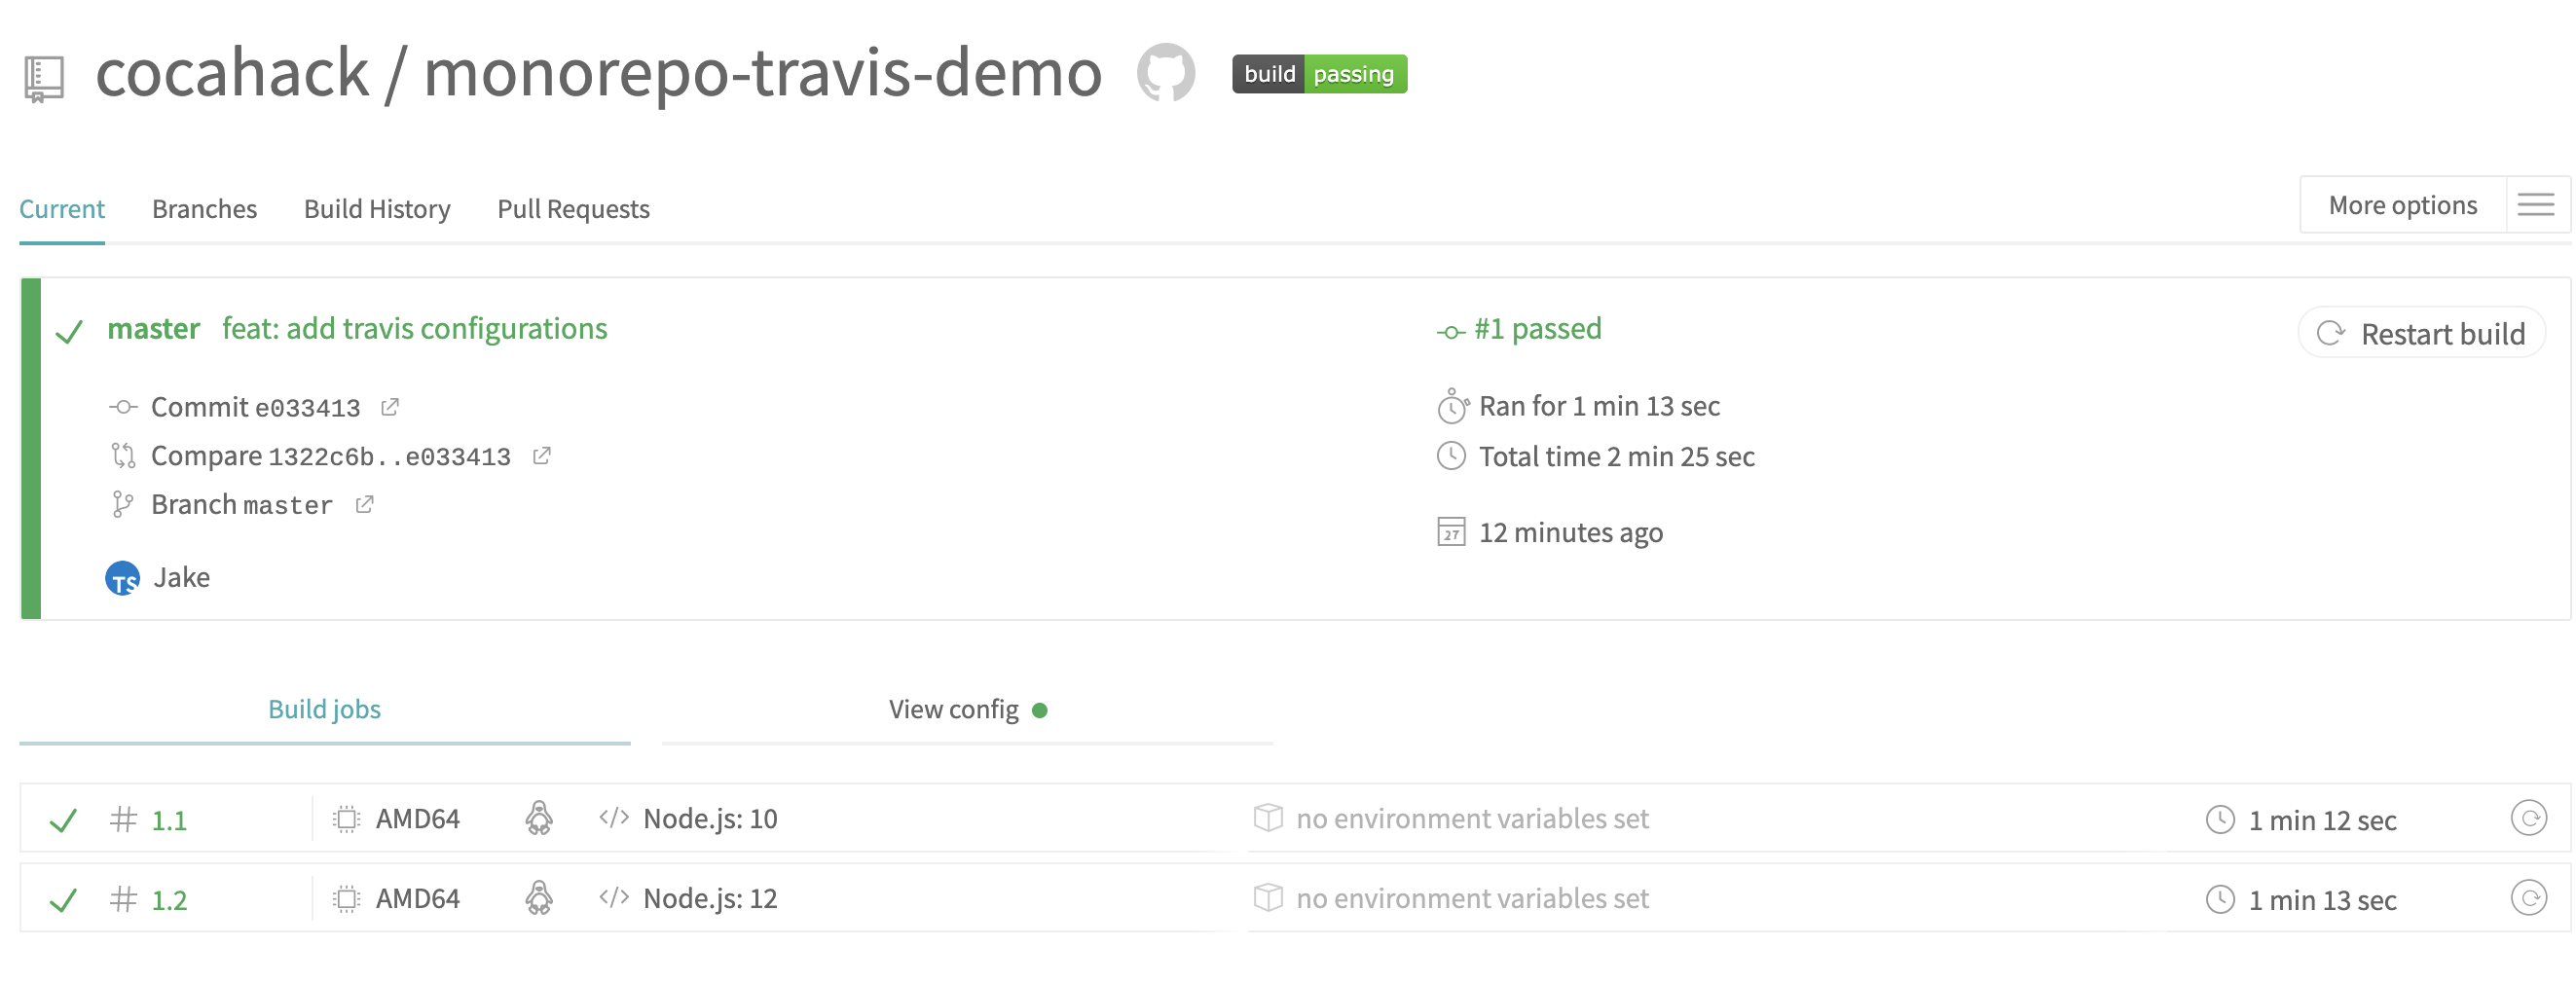 cocahack / monorepo-travis-demo build passing
Current Branches Build History Pull Requests More options
master feat: add travis configurations
Commit e033413
Compare 1322c6b..e033413
Branch master
TS Jake
#1 passed
Ran for 1 min 13 sec
Total time 2 min 25 sec
27 12 minutes ago
Restart build
Build jobs View config
# 1.1 AMD64 </> Node.js: 10 no environment variables set 1 min 12 sec
# 1.2 AMD64 </> Node.js: 12 no environment variables set 1 min 13 sec